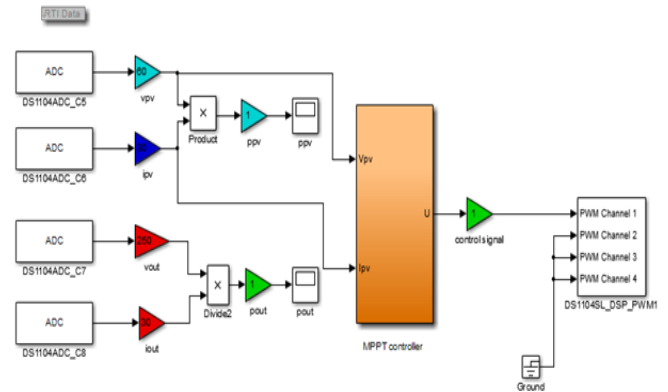 RTI Data
ADC
DS1104ADC_C5
60
vpv
X
Product
1
ppv
ppv
ADC
DS1104ADC_C6
ipv
ADC
DS1104ADC_C7
250
vout
X
Divide2
1
pout
pout
ADC
DS1104ADC_C8
30
iout
Vpv
Ipv
U
MPPT controller
1
control signal
PWM Channel 1
PWM Channel 2
PWM Channel 3
PWM Channel 4
DS1104SL_DSP_PWM1
Ground